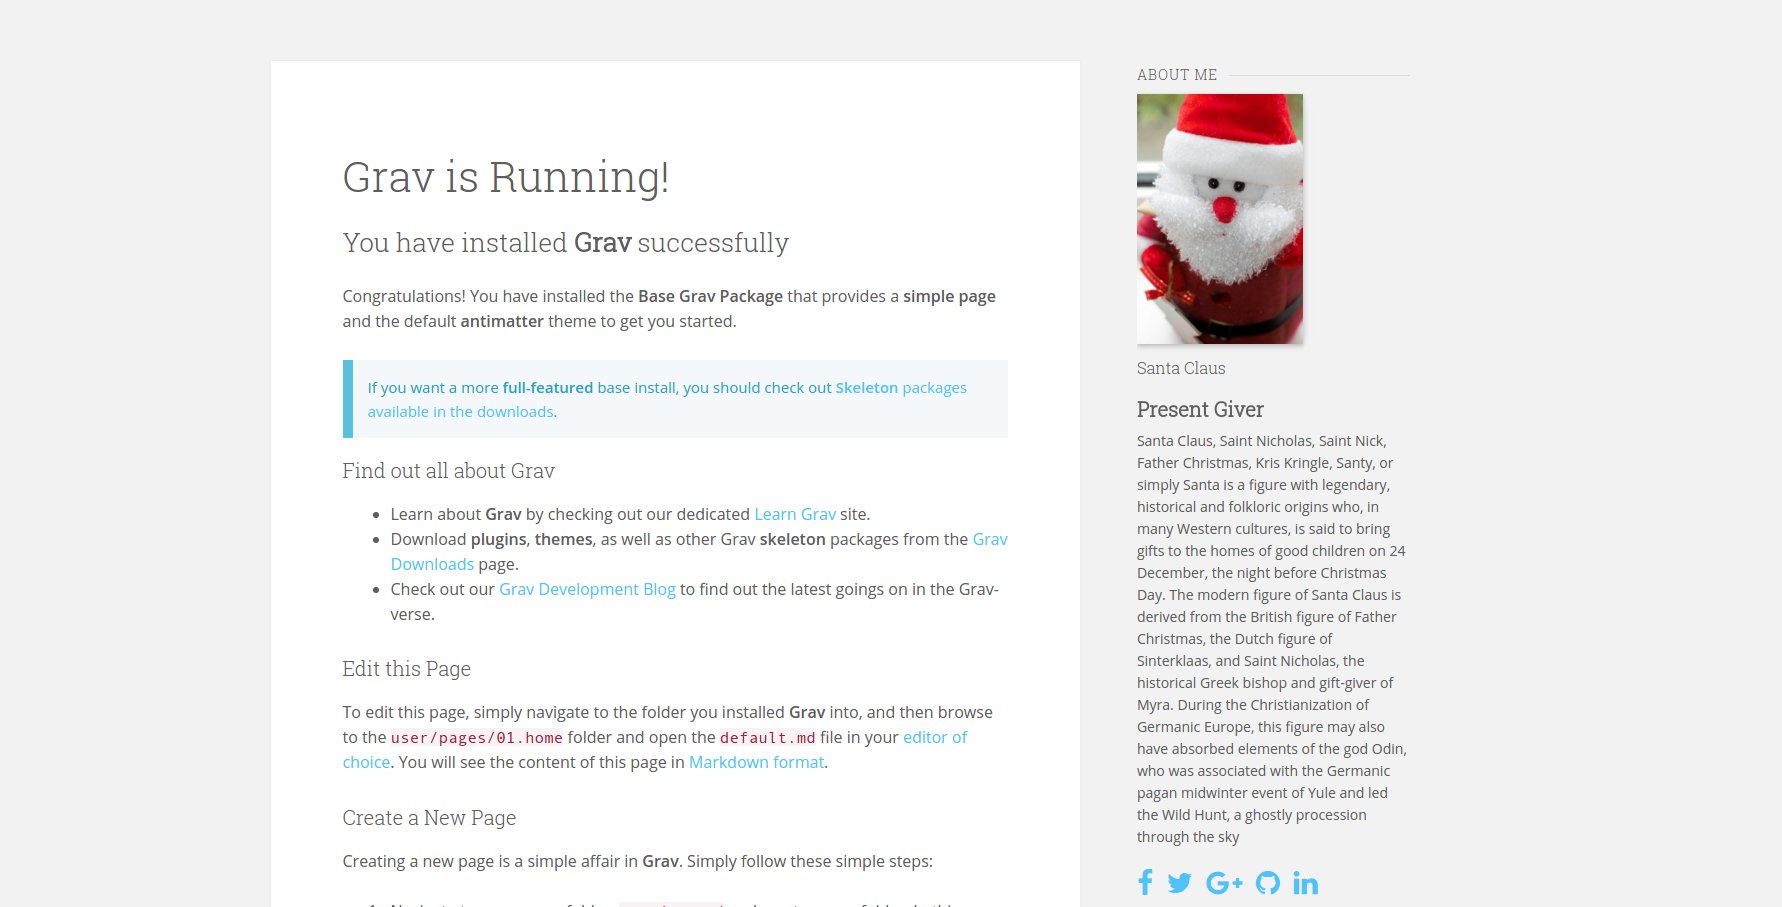 Grav is Running!
You have installed Grav successfully
Congratulations! You have installed the Base Grav Package that provides a simple page
and the default antimatter theme to get you started.
If you want a more full-featured base install, you should check out Skeleton packages
available in the downloads.
Find out all about Grav
Learn about Grav by checking out our dedicated Learn Grav site.
Download plugins, themes, as well as other Grav skeleton packages from the Grav
Downloads page.
Check out our Grav Development Blog to find out the latest goings on in the Grav-
verse.
Edit this Page
To edit this page, simply navigate to the folder you installed Grav into, and then browse
to the user/pages/01.home folder and open the default.md file in your editor of
choice. You will see the content of this page in Markdown format.
Create a New Page
Creating a new page is a simple affair in Grav. Simply follow these simple steps:
ABOUT ME
Santa Claus
Present Giver
Santa Claus, Saint Nicholas, Saint Nick,
Father Christmas, Kris Kringle, Santy, or
simply Santa is a figure with legendary,
historical and folkloric origins who, in
many Western cultures, is said to bring
gifts to the homes of good children on 24
December, the night before Christmas
Day. The modern figure of Santa Claus is
derived from the British figure of Father
Christmas, the Dutch figure of
Sinterklaas, and Saint Nicholas, the
historical Greek bishop and gift-giver of
Myra. During the Christianization of
Germanic Europe, this figure may also
have absorbed elements of the god Odin,
who was associated with the Germanic
pagan midwinter event of Yule and led
the Wild Hunt, a ghostly procession
through the sky